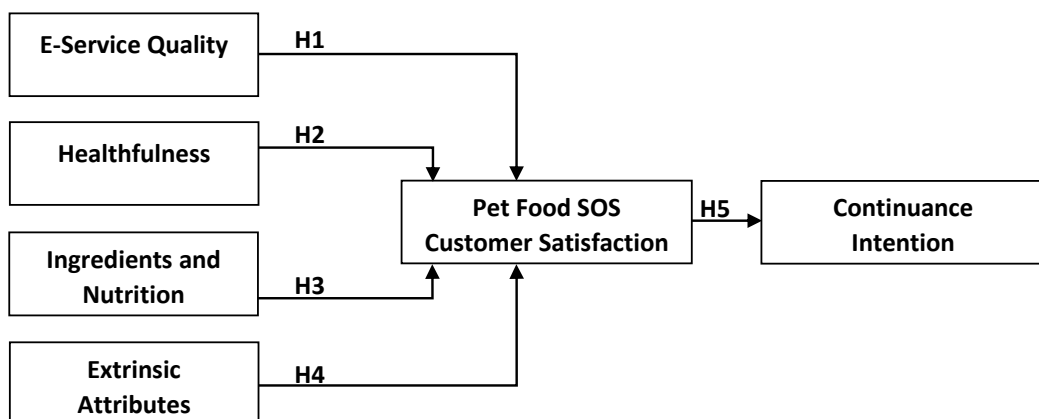 E-Service Quality
H1
Healthfulness
H2
Ingredients and
Nutrition
H3
Extrinsic
Attributes
H4
Pet Food SOS
Customer Satisfaction
H5
Continuance
Intention